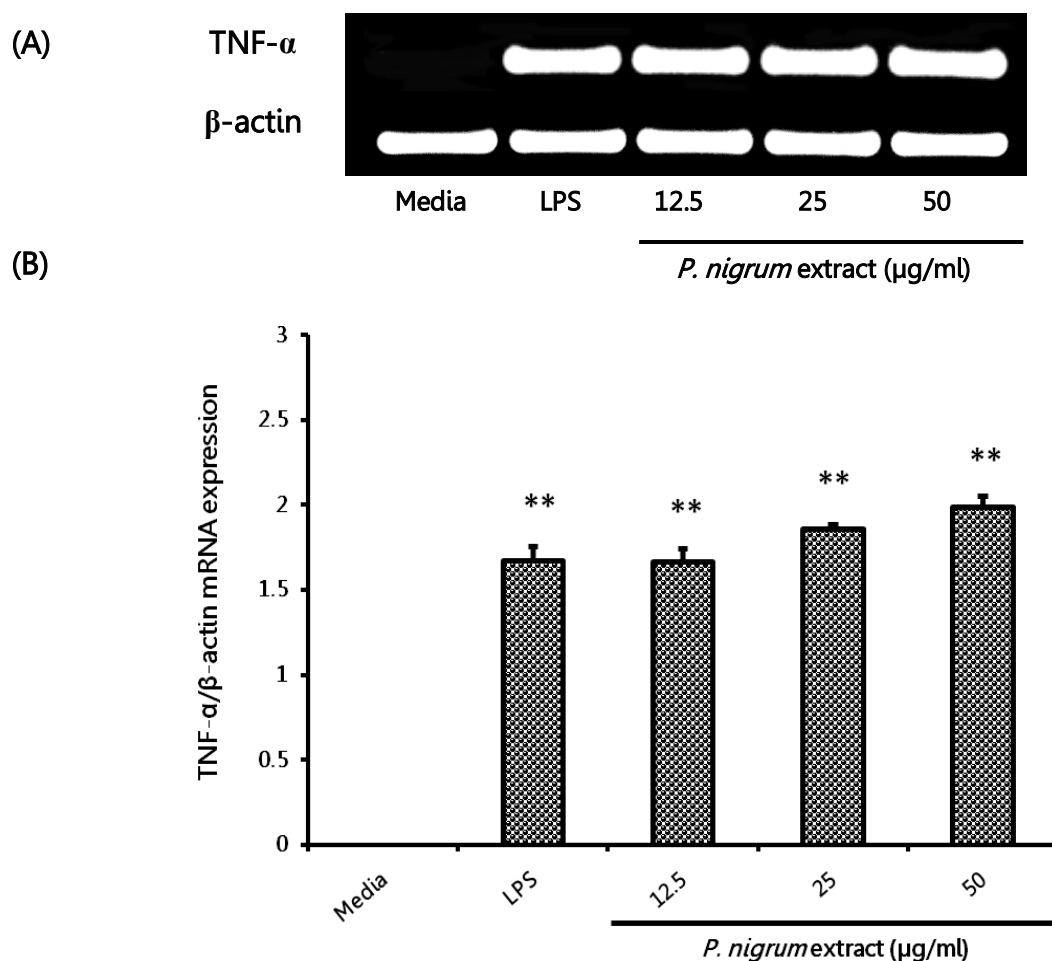 (A)
TNF-α
β-actin
Media LPS 12.5 25 50
P. nigrum extract (µg/ml)
(B)
TNF-α/β-actin mRNA expression
3
2.5
2
1.5
1
0.5
0
** ** ** **
Media LPS 12.5 25 50
P. nigrum extract (µg/ml)